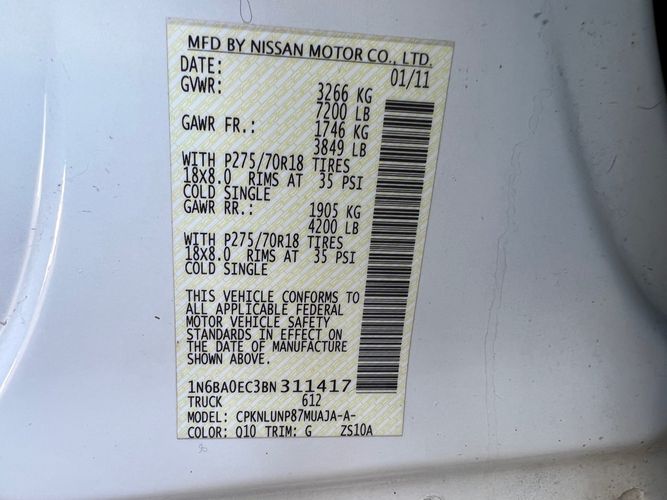 MFD BY NISSAN MOTOR CO., LTD.
DATE: 01/11
GVWR: 3266 KG
7200 LB
GAWR FR.: 1746 KG
3849 LB
WITH P275/70R18 TIRES
18X8.0 RIMS AT 35 PSI
COLD SINGLE
GAWR RR.: 1905 KG
4200 LB
WITH P275/70R18 TIRES
18X8.0 RIMS AT 35 PSI
COLD SINGLE
THIS VEHICLE CONFORMS TO
ALL APPLICABLE FEDERAL
MOTOR VEHICLE SAFETY
STANDARDS IN EFFECT ON
THE DATE OF MANUFACTURE
SHOWN ABOVE.
1N6BA0EC3BN311417
TRUCK 612
MODEL: CPKNLUNP87MUAJA-A-
COLOR: Q10 TRIM: G ZS10A